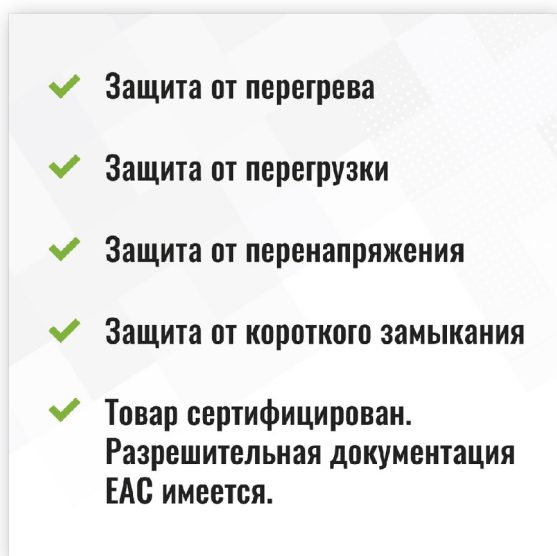 Защита от перегрева
Защита от перегрузки
Защита от перенапряжения
Защита от короткого замыкания
Товар сертифицирован.
Разрешительная документация
ЕАС имеется.